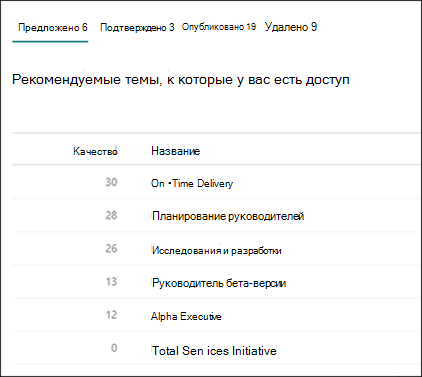 Предложено 6 Подтверждено 3 Опубликовано 19 Удалено 9
Рекомендуемые темы, к которые у вас есть доступ
Качество Название
30 On •Time Delivery
28 Планирование руководителей
26 Исследования и разработки
13 Руководитель бета-версии
12 Alpha Executive
0 Total Sen ices Initiative